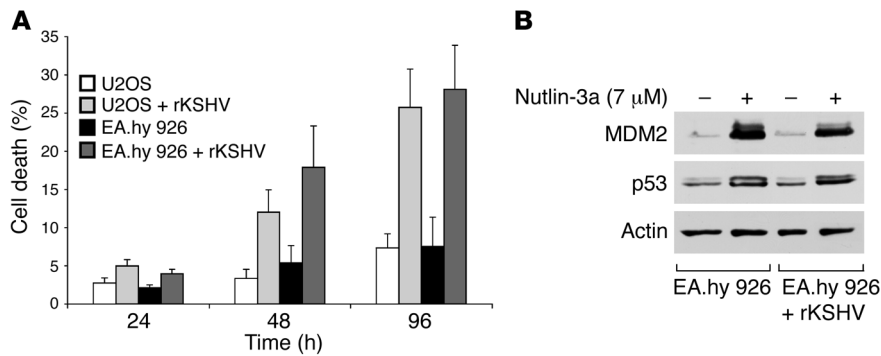 A
35
30
25
20
15
10
5
0
Cell death (%)
U2OS
U2OS + rKSHV
EA.hy 926
EA.hy 926 + rKSHV
24
48
96
Time (h)
B
Nutlin-3a (7 μM) – + – +
MDM2
p53
Actin
EA.hy 926
EA.hy 926
+ rKSHV